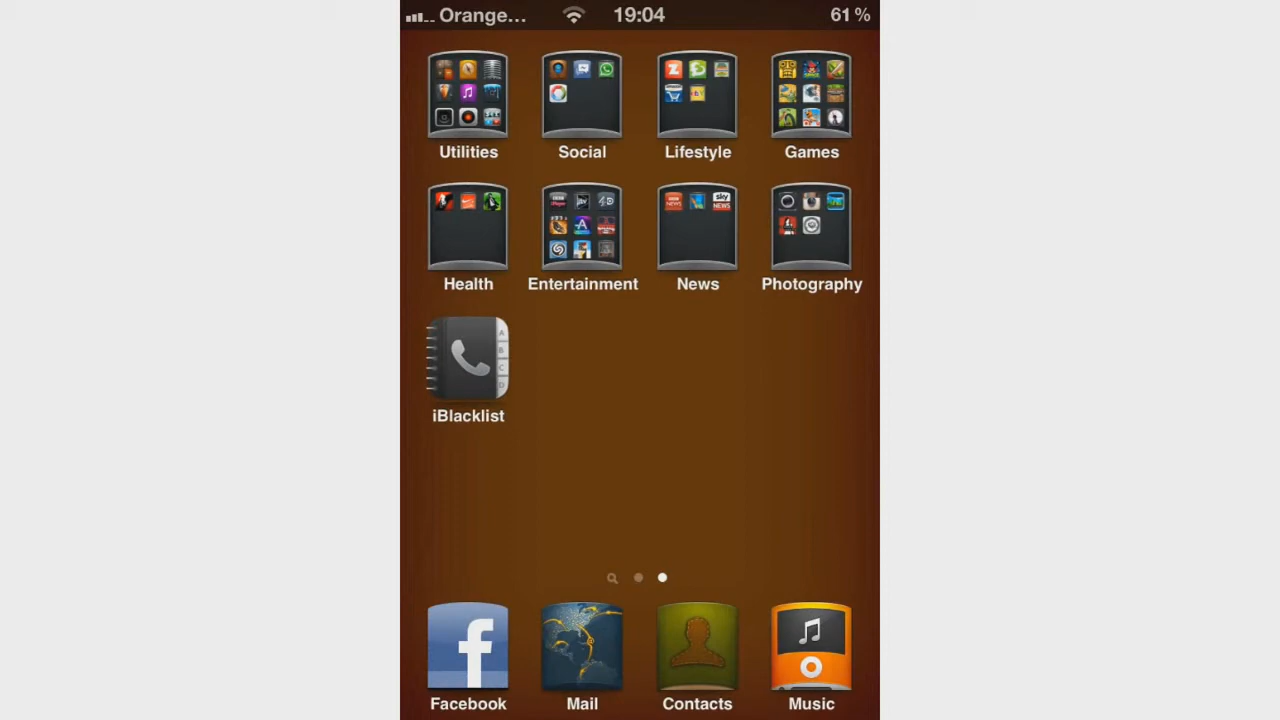 Orange... 19:04 61 %
Utilities Social Lifestyle Games
Health Entertainment News Photography
A
B
C
D
iBlacklist
Facebook Mail Contacts Music